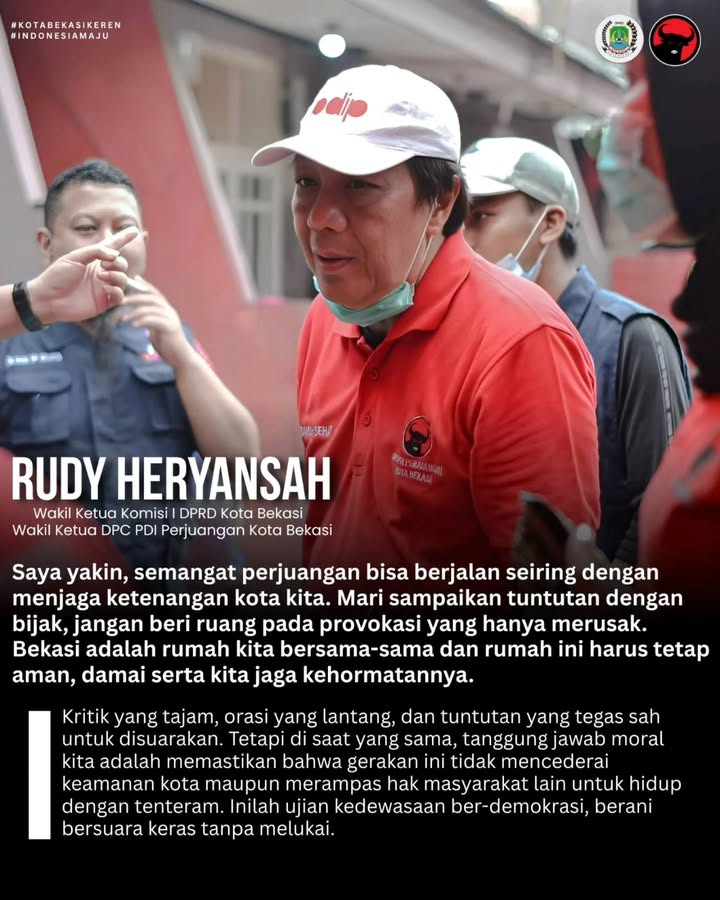 #KOTABEKASIKEREN
#INDONESIAMAJU
pdip
RUDY HERYANSAH
Wakil Ketua Komisi I DPRD Kota Bekasi
Wakil Ketua DPC PDI Perjuangan Kota Bekasi
Saya yakin, semangat perjuangan bisa berjalan seiring dengan
menjaga ketenangan kota kita. Mari sampaikan tuntutan dengan
bijak, jangan beri ruang pada provokasi yang hanya merusak.
Bekasi adalah rumah kita bersama-sama dan rumah ini harus tetap
aman, damai serta kita jaga kehormatannya.
Kritik yang tajam, orasi yang lantang, dan tuntutan yang tegas sah
untuk disuarakan. Tetapi di saat yang sama, tanggung jawab moral
kita adalah memastikan bahwa gerakan ini tidak mencederai
keamanan kota maupun merampas hak masyarakat lain untuk hidup
dengan tenteram. Inilah ujian kedewasaan ber-demokrasi, berani
bersuara keras tanpa melukai.